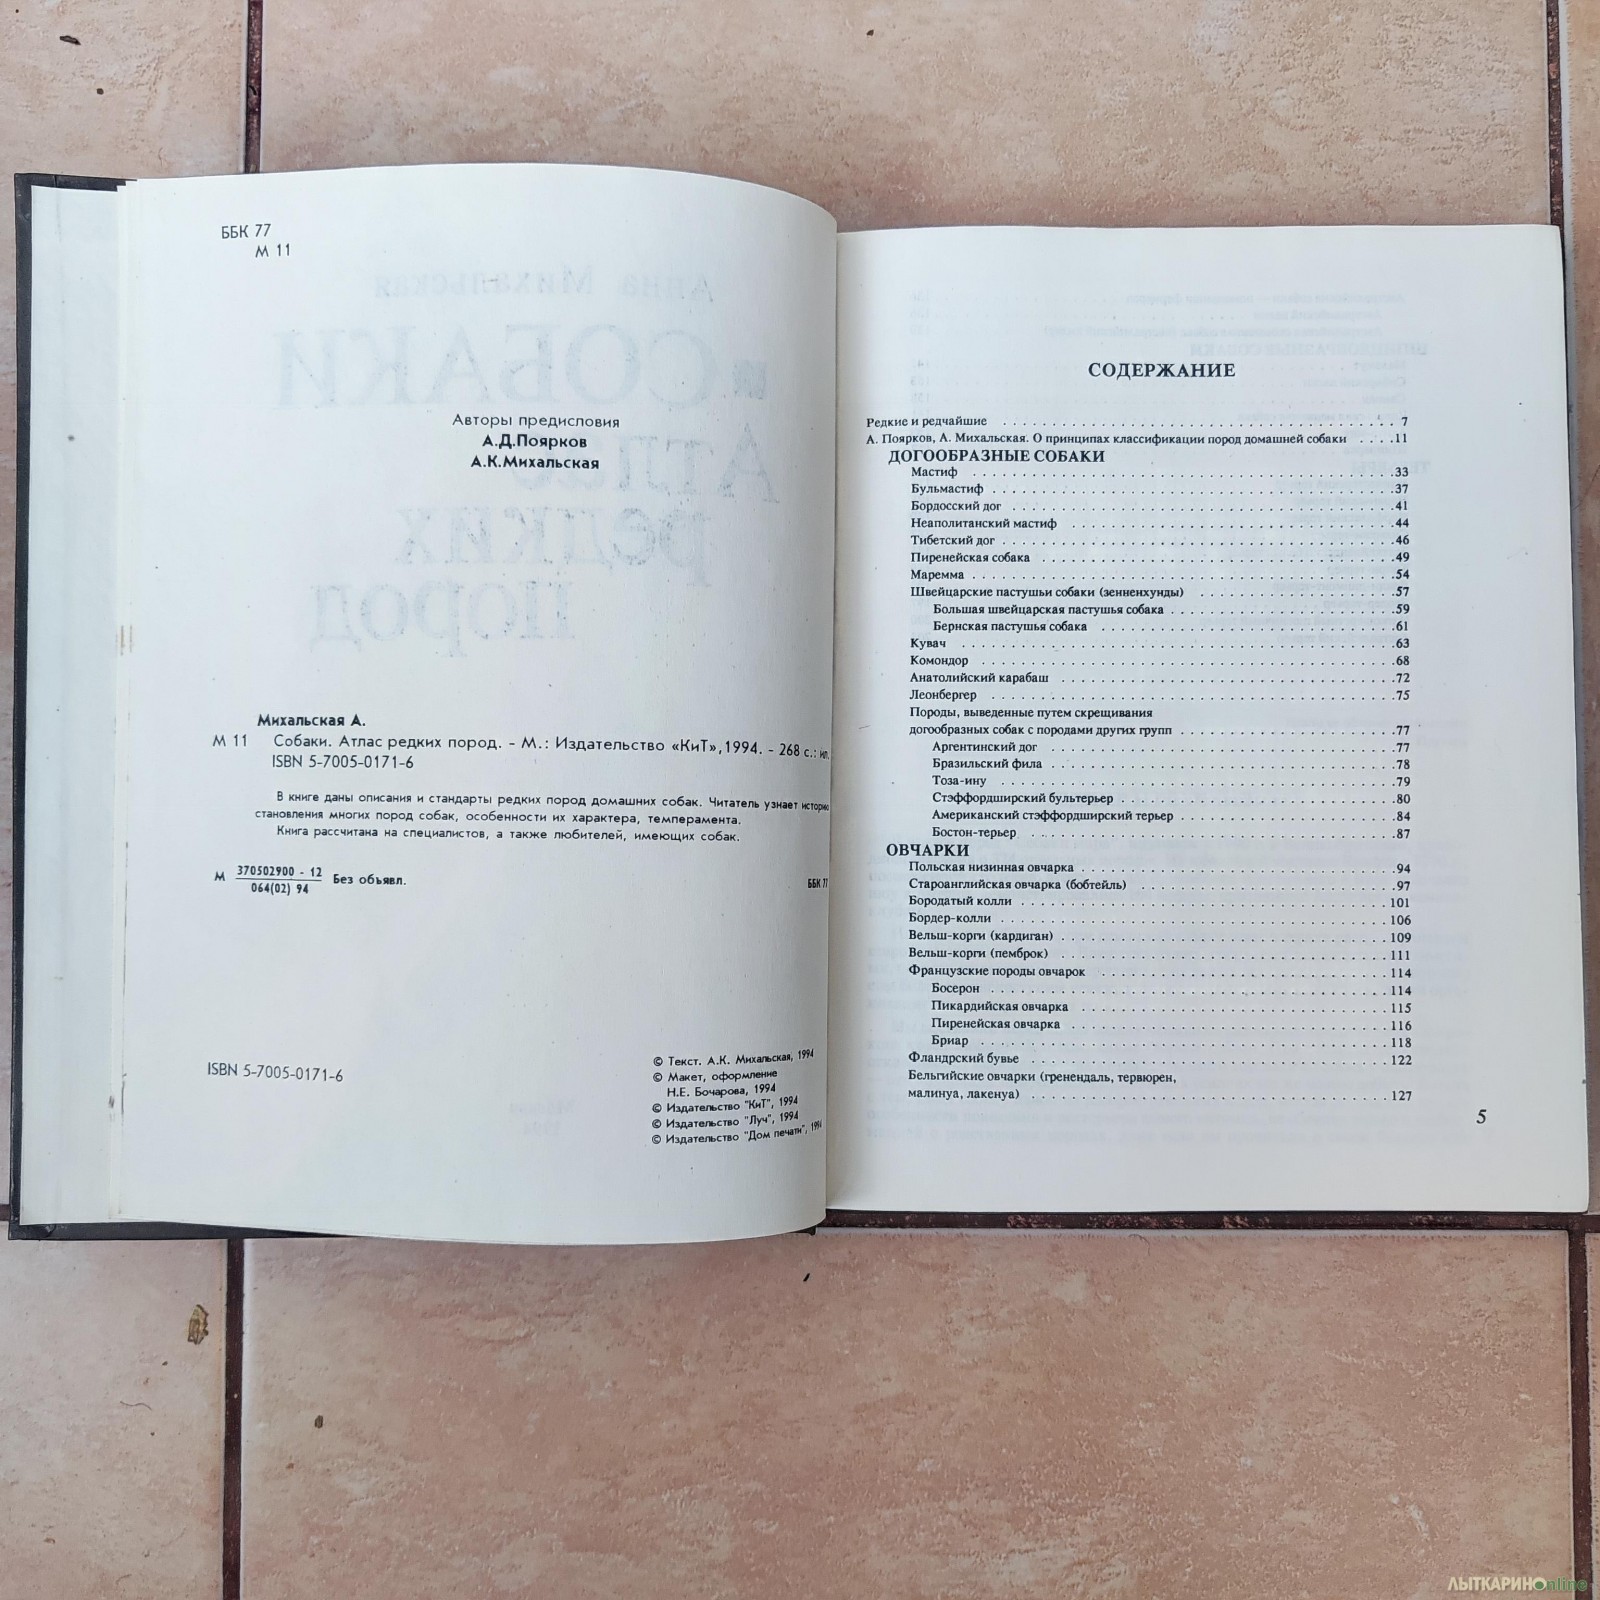 ББК 77
М 11
Авторы предисловия
А.Д.Поярков
А.К.Михальская
Михальская А.
М 11 Собаки. Атлас редких пород. – М.: Издательство «КиТ»,1994. – 268 с.: ил.
ISBN 5-7005-0171-6
В книге даны описания и стандарты редких пород домашних собак. Читатель узнает историю
становления многих пород собак, особенности их характера, темперамента.
Книга рассчитана на специалистов, а также любителей, имеющих собак.
М 370502900 - 12
064(02) 94
Без объявл.
ББК 77
ISBN 5-7005-0171-6
© Текст. А.К. Михальская, 1994
© Макет, оформление
Н.Е. Бочарова, 1994
© Издательство "КиТ", 1994
© Издательство "Луч", 1994
© Издательство "Дом печати", 1994
СОДЕРЖАНИЕ
Редкие и редчайшие . . . . 7
А. Поярков, А. Михальская. О принципах классификации пород домашней собаки . . . .11
ДОГООБРАЗНЫЕ СОБАКИ
Мастиф . . . .33
Бульмастиф . . . .37
Бордосский дог . . . .41
Неаполитанский мастиф . . . .44
Тибетский дог . . . .46
Пиренейская собака . . . .49
Маремма . . . .54
Швейцарские пастушьи собаки (зенненхунды) . . . .57
Большая швейцарская пастушья собака . . . .59
Бернская пастушья собака . . . .61
Кувач . . . .63
Комондор . . . .68
Анатолийский карабаш . . . .72
Леонбергер . . . .75
Породы, выведенные путем скрещивания
догообразных собак с породами других групп . . . .77
Аргентинский дог . . . .77
Бразильский фила . . . .78
Тоза-ину . . . .79
Стэффордширский бультерьер . . . .80
Американский стэффордширский терьер . . . .84
Бостон-терьер . . . .87
ОВЧАРКИ
Польская низинная овчарка . . . .94
Староанглийская овчарка (бобтейль) . . . .97
Бородатый колли . . . .101
Бордер-колли . . . .106
Вельш-корги (кардиган) . . . .109
Вельш-корги (пемброк) . . . .111
Французские породы овчарок . . . .114
Босерон . . . .114
Пикардийская овчарка . . . .115
Пиренейская овчарка . . . .116
Бриар . . . .118
Фландрский бувье . . . .122
Бельгийские овчарки (гренендаль, тервюрен,
малинуа, лакенуа) . . . .127
5
ЛЫТКАРИНОonline